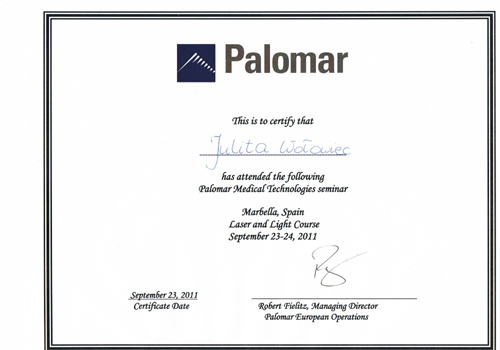 Palomar
This is to certify that
Julita Wołowiec
has attended the following
Palomar Medical Technologies seminar
Marbella, Spain
Laser and Light Course
September 23-24, 2011
September 23, 2011
Certificate Date
Robert Fielitz, Managing Director
Palomar European Operations